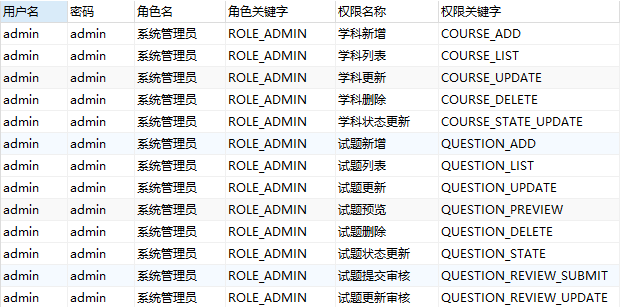 用户名 密码 角色名 角色关键字 权限名称 权限关键字
admin admin 系统管理员 ROLE_ADMIN 学科新增 COURSE_ADD
admin admin 系统管理员 ROLE_ADMIN 学科列表 COURSE_LIST
admin admin 系统管理员 ROLE_ADMIN 学科更新 COURSE_UPDATE
admin admin 系统管理员 ROLE_ADMIN 学科删除 COURSE_DELETE
admin admin 系统管理员 ROLE_ADMIN 学科状态更新 COURSE_STATE_UPDATE
admin admin 系统管理员 ROLE_ADMIN 试题新增 QUESTION_ADD
admin admin 系统管理员 ROLE_ADMIN 试题列表 QUESTION_LIST
admin admin 系统管理员 ROLE_ADMIN 试题更新 QUESTION_UPDATE
admin admin 系统管理员 ROLE_ADMIN 试题预览 QUESTION_PREVIEW
admin admin 系统管理员 ROLE_ADMIN 试题删除 QUESTION_DELETE
admin admin 系统管理员 ROLE_ADMIN 试题状态更新 QUESTION_STATE
admin admin 系统管理员 ROLE_ADMIN 试题提交审核 QUESTION_REVIEW_SUBMIT
admin admin 系统管理员 ROLE_ADMIN 试题更新审核 QUESTION_REVIEW_UPDATE